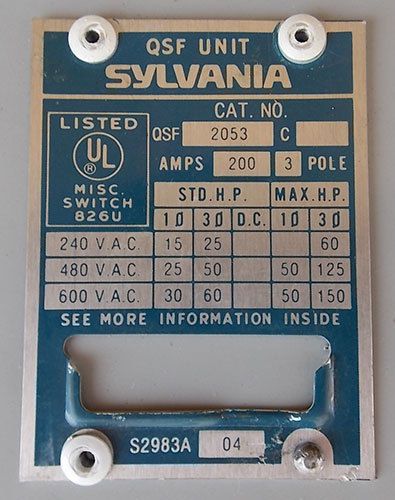 QSF UNIT
SYLVANIA
LISTED
UL
®
MISC.
SWITCH
826U
CAT. NO.
QSF 2053 C
AMPS 200 3 POLE
STD.H.P. MAX.H.P.
1Ø 3Ø D.C. 1Ø 3Ø
240 V.A.C. 15 25 60
480 V.A.C. 25 50 50 125
600 V.A.C. 30 60 50 150
SEE MORE INFORMATION INSIDE
S2983A 04